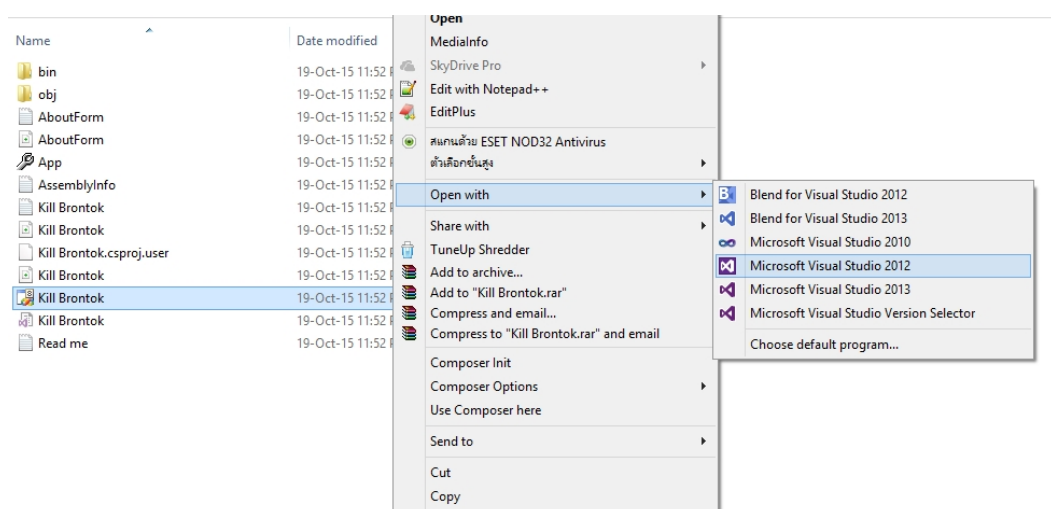 Name Date modified
bin 19-Oct-15 11:52
obj 19-Oct-15 11:52
AboutForm 19-Oct-15 11:52
AboutForm 19-Oct-15 11:52
App 19-Oct-15 11:52
AssemblyInfo 19-Oct-15 11:52
Kill Brontok 19-Oct-15 11:52
Kill Brontok 19-Oct-15 11:52
Kill Brontok.csproj.user 19-Oct-15 11:52
Kill Brontok 19-Oct-15 11:52
Kill Brontok 19-Oct-15 11:52
Kill Brontok 19-Oct-15 11:52
Read me 19-Oct-15 11:52
Open
MediaInfo
SkyDrive Pro
Edit with Notepad++
EditPlus
สแกนด้วย ESET NOD32 Antivirus
ตัวเลือกขั้นสูง
Open with
Share with
TuneUp Shredder
Add to archive...
Add to "Kill Brontok.rar"
Compress and email...
Compress to "Kill Brontok.rar" and email
Composer Init
Composer Options
Use Composer here
Send to
Cut
Copy
Blend for Visual Studio 2012
Blend for Visual Studio 2013
Microsoft Visual Studio 2010
Microsoft Visual Studio 2012
Microsoft Visual Studio 2013
Microsoft Visual Studio Version Selector
Choose default program...